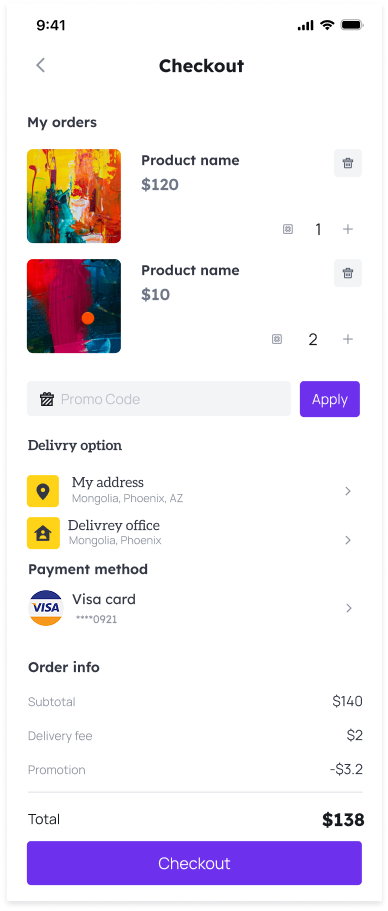 9:41
Checkout
My orders
Product name
$120
1
Product name
$10
2
Promo Code
Apply
Delivry option
My address
Mongolia, Phoenix, AZ
Delivrey office
Mongolia, Phoenix
Payment method
VISA
Visa card
****0921
Order info
Subtotal $140
Delivery fee $2
Promotion -$3.2
Total $138
Checkout